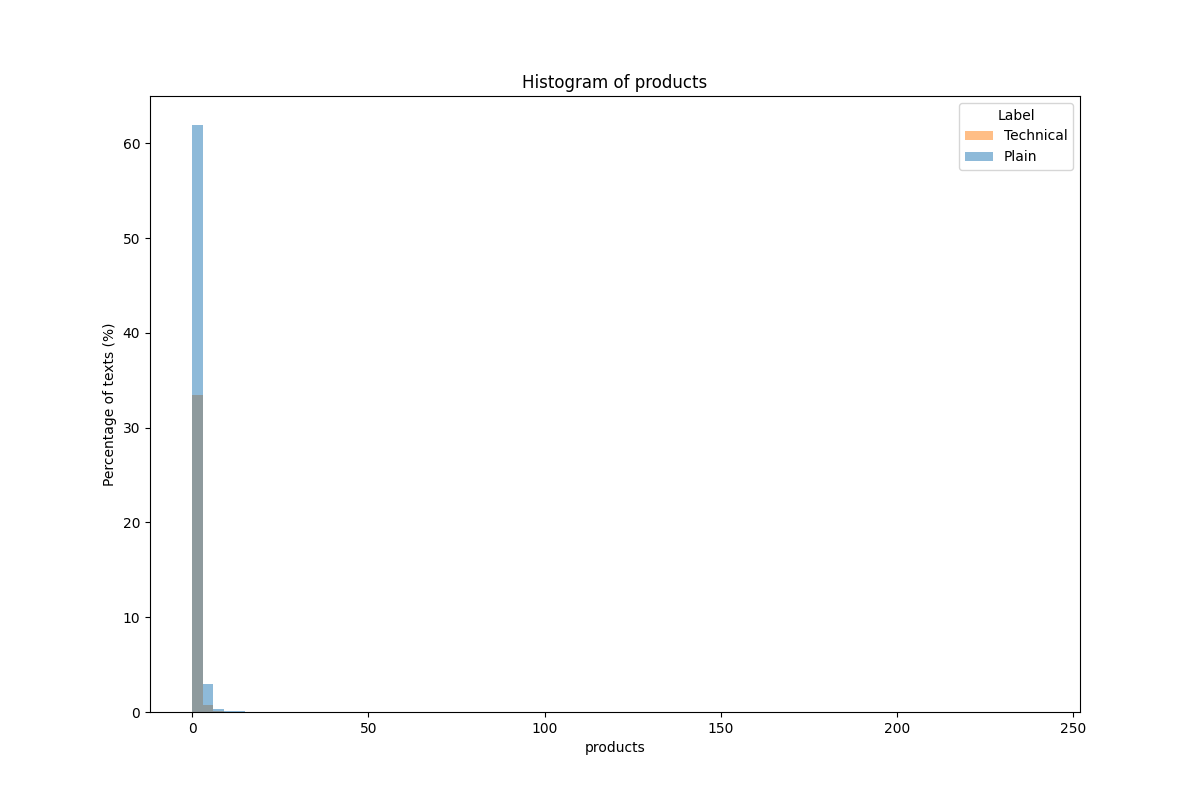 Histogram of products
Label
Technical
Plain
Percentage of texts (%)
60
50
40
30
20
10
0
0 50 100 150 200 250
products